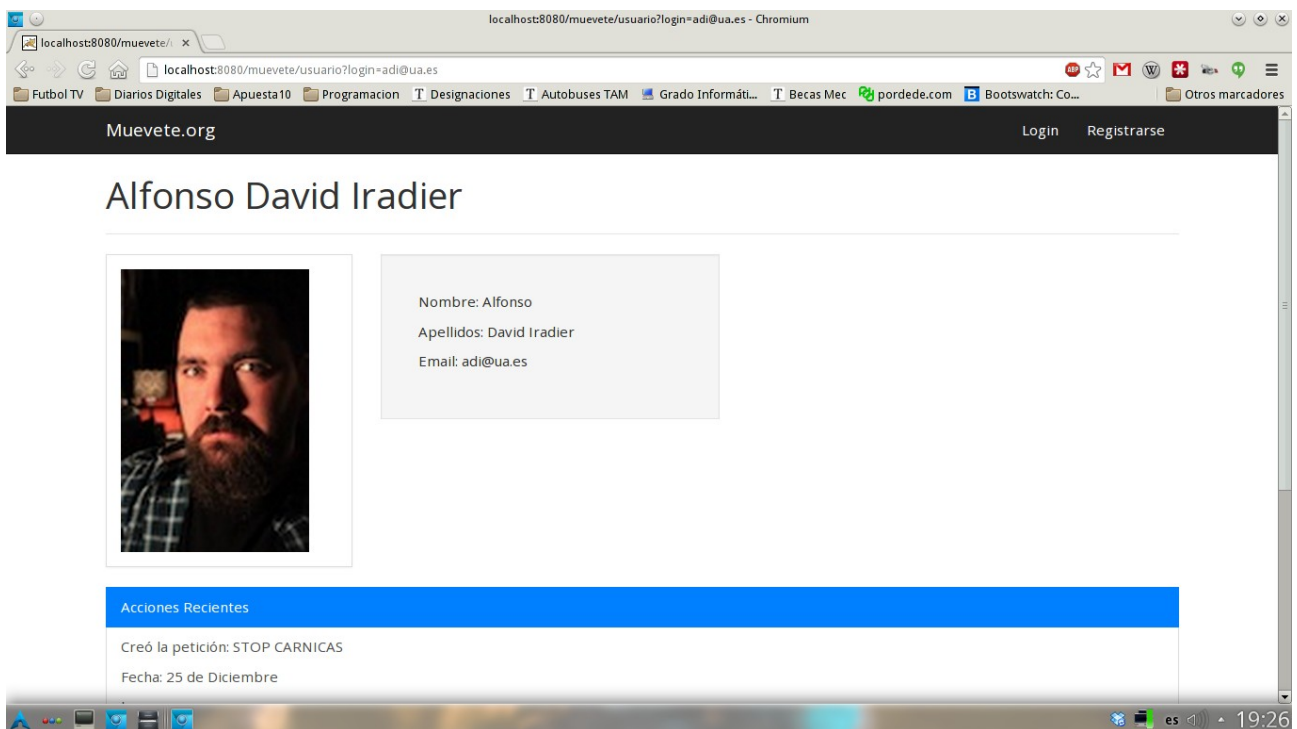 localhost:8080/muevete/usuario?login=adi@ua.es - Chromium
localhost:8080/muevete/
localhost:8080/muevete/usuario?login=adi@ua.es
Futbol TV Diarios Digitales Apuesta10 Programacion Designaciones Autobuses TAM Grado Informáti... Becas Mec pordede.com Bootswatch: Co... Otros marcadores
Muevete.org Login Registrarse
Alfonso David Iradier
Nombre: Alfonso
Apellidos: David Iradier
Email: adi@ua.es
Acciones Recientes
Creó la petición: STOP CARNICAS
Fecha: 25 de Diciembre
es 19:26